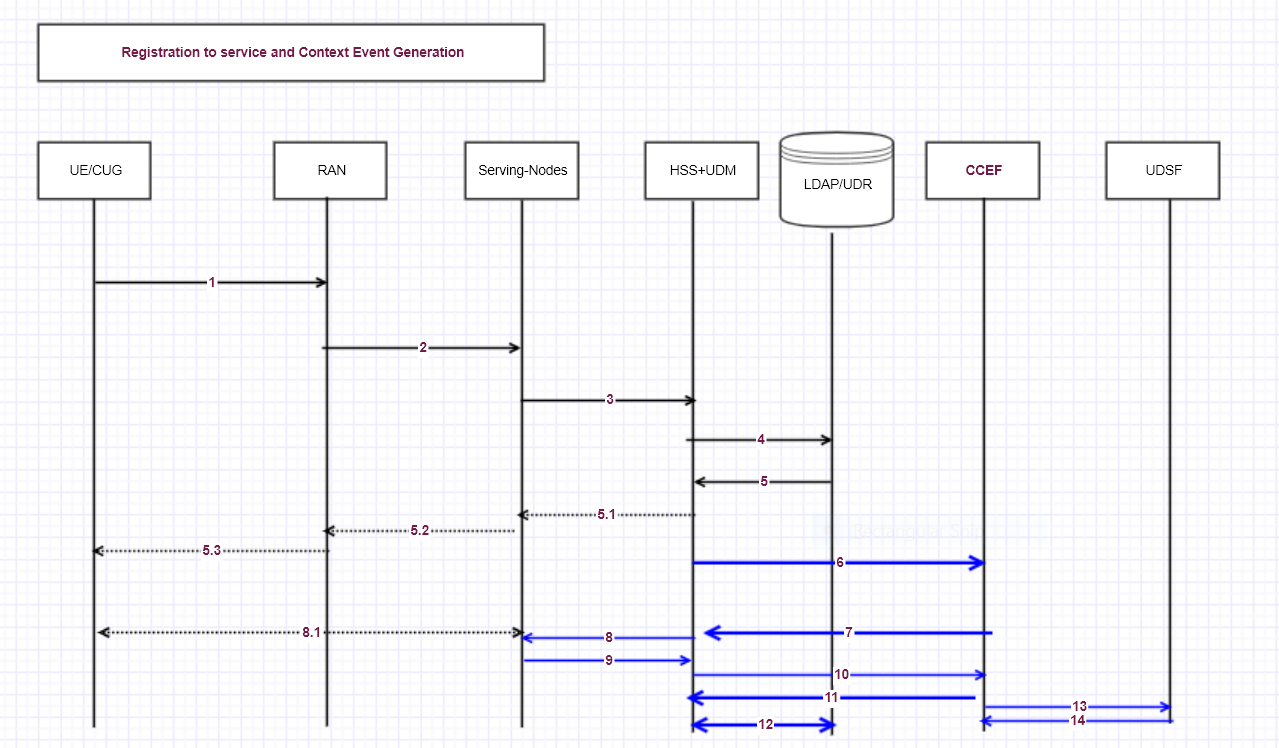 Registration to service and Context Event Generation
UE/CUG
RAN
Serving-Nodes
HSS+UDM
LDAP/UDR
CCEF
UDSF
1
2
3
4
5
5.1
5.2
5.3
6
7
8.1
8
9
10
11
13
14
12